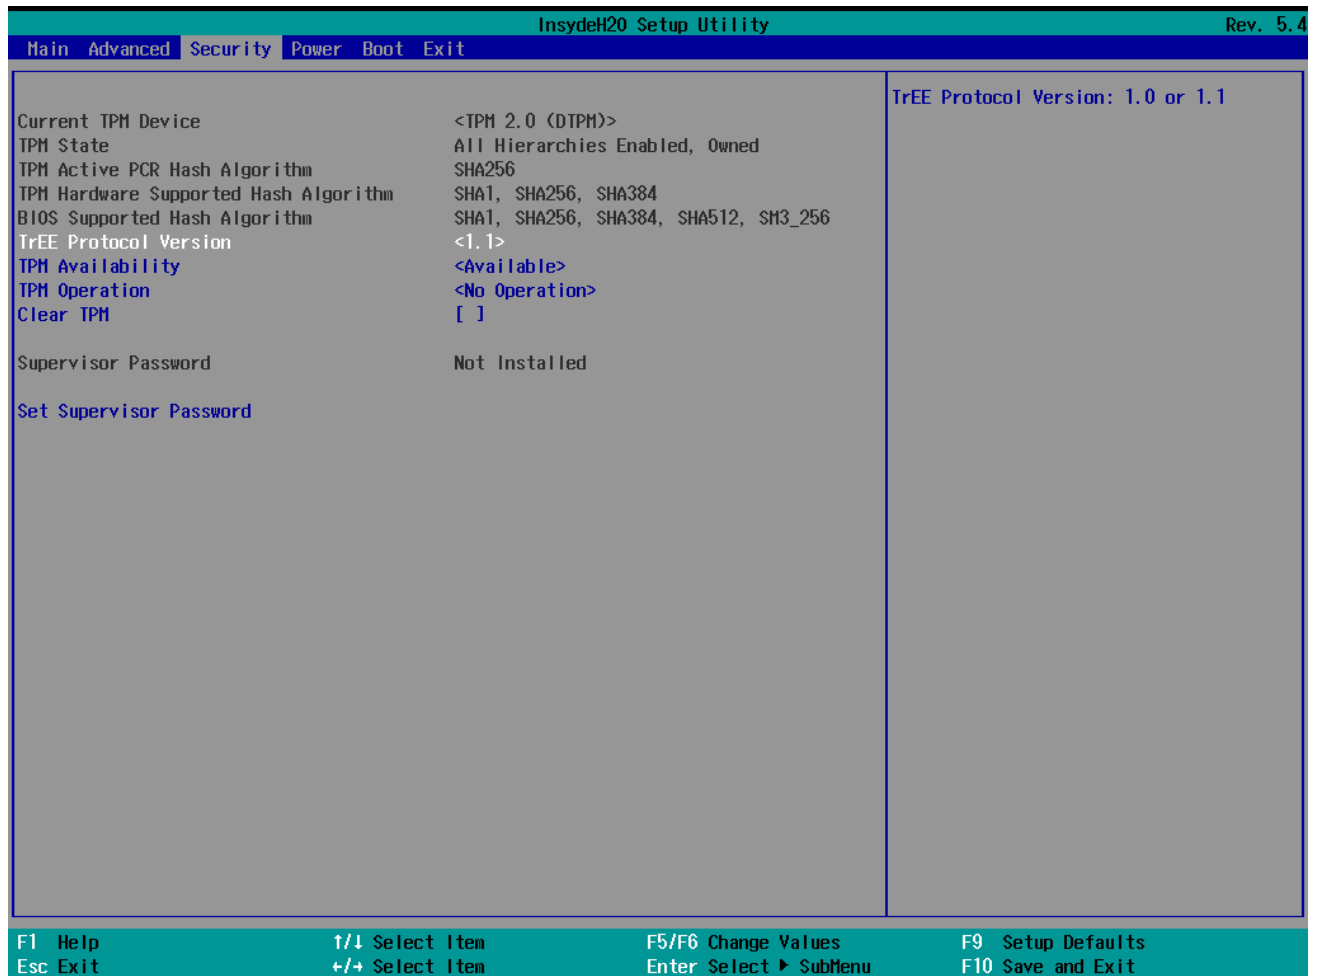 InsydeH20 Setup Utility Rev. 5.4
Main Advanced Security Power Boot Exit
TrEE Protocol Version: 1.0 or 1.1
Current TPM Device <TPM 2.0 (DTPM)>
TPM State All Hierarchies Enabled, Owned
TPM Active PCR Hash Algorithm SHA256
TPM Hardware Supported Hash Algorithm SHA1, SHA256, SHA384
BIOS Supported Hash Algorithm SHA1, SHA256, SHA384, SHA512, SM3_256
TrEE Protocol Version <1.1>
TPM Availability <Available>
TPM Operation <No Operation>
Clear TPM [ ]
Supervisor Password Not Installed
Set Supervisor Password
F1 Help ↑/↓ Select Item F5/F6 Change Values F9 Setup Defaults
Esc Exit ←/→ Select Item Enter Select ▶ SubMenu F10 Save and Exit